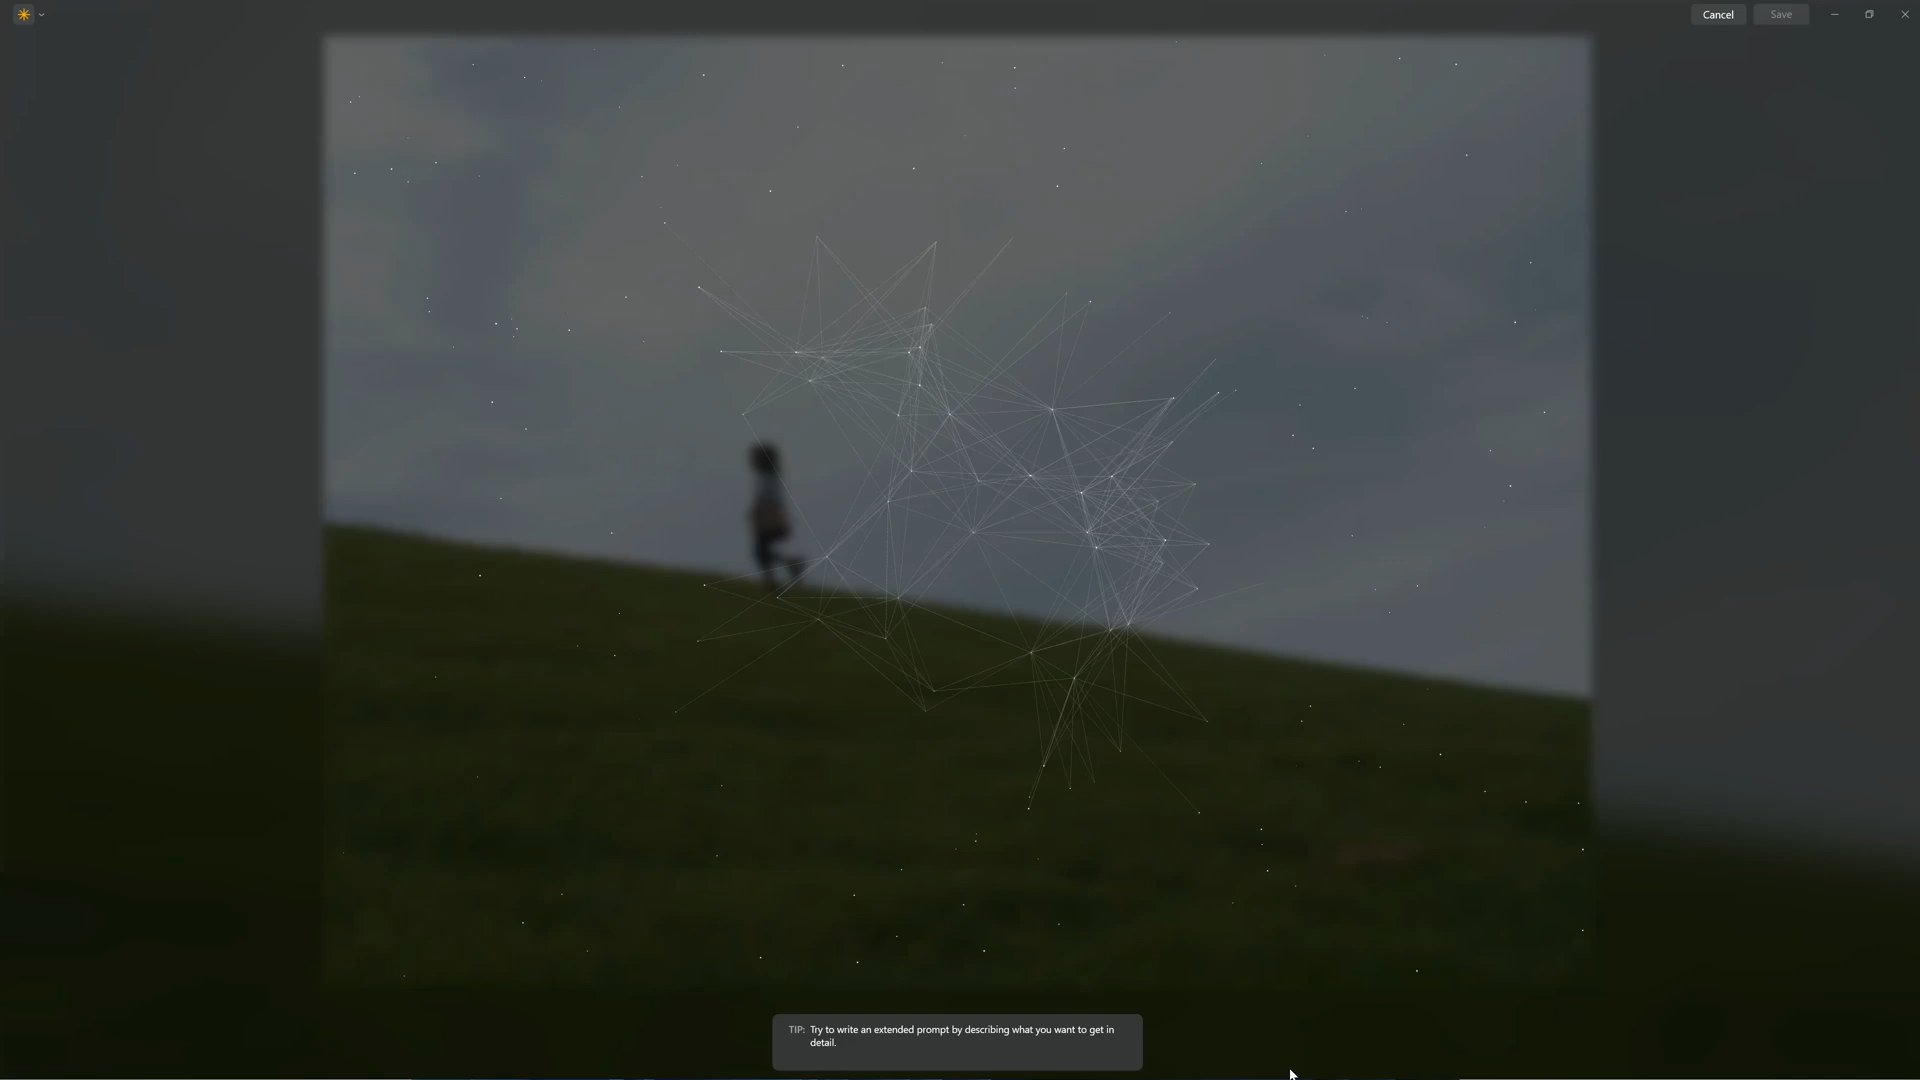 Cancel
Save
TIP: Try to write an extended prompt by describing what you want to get in
detail.